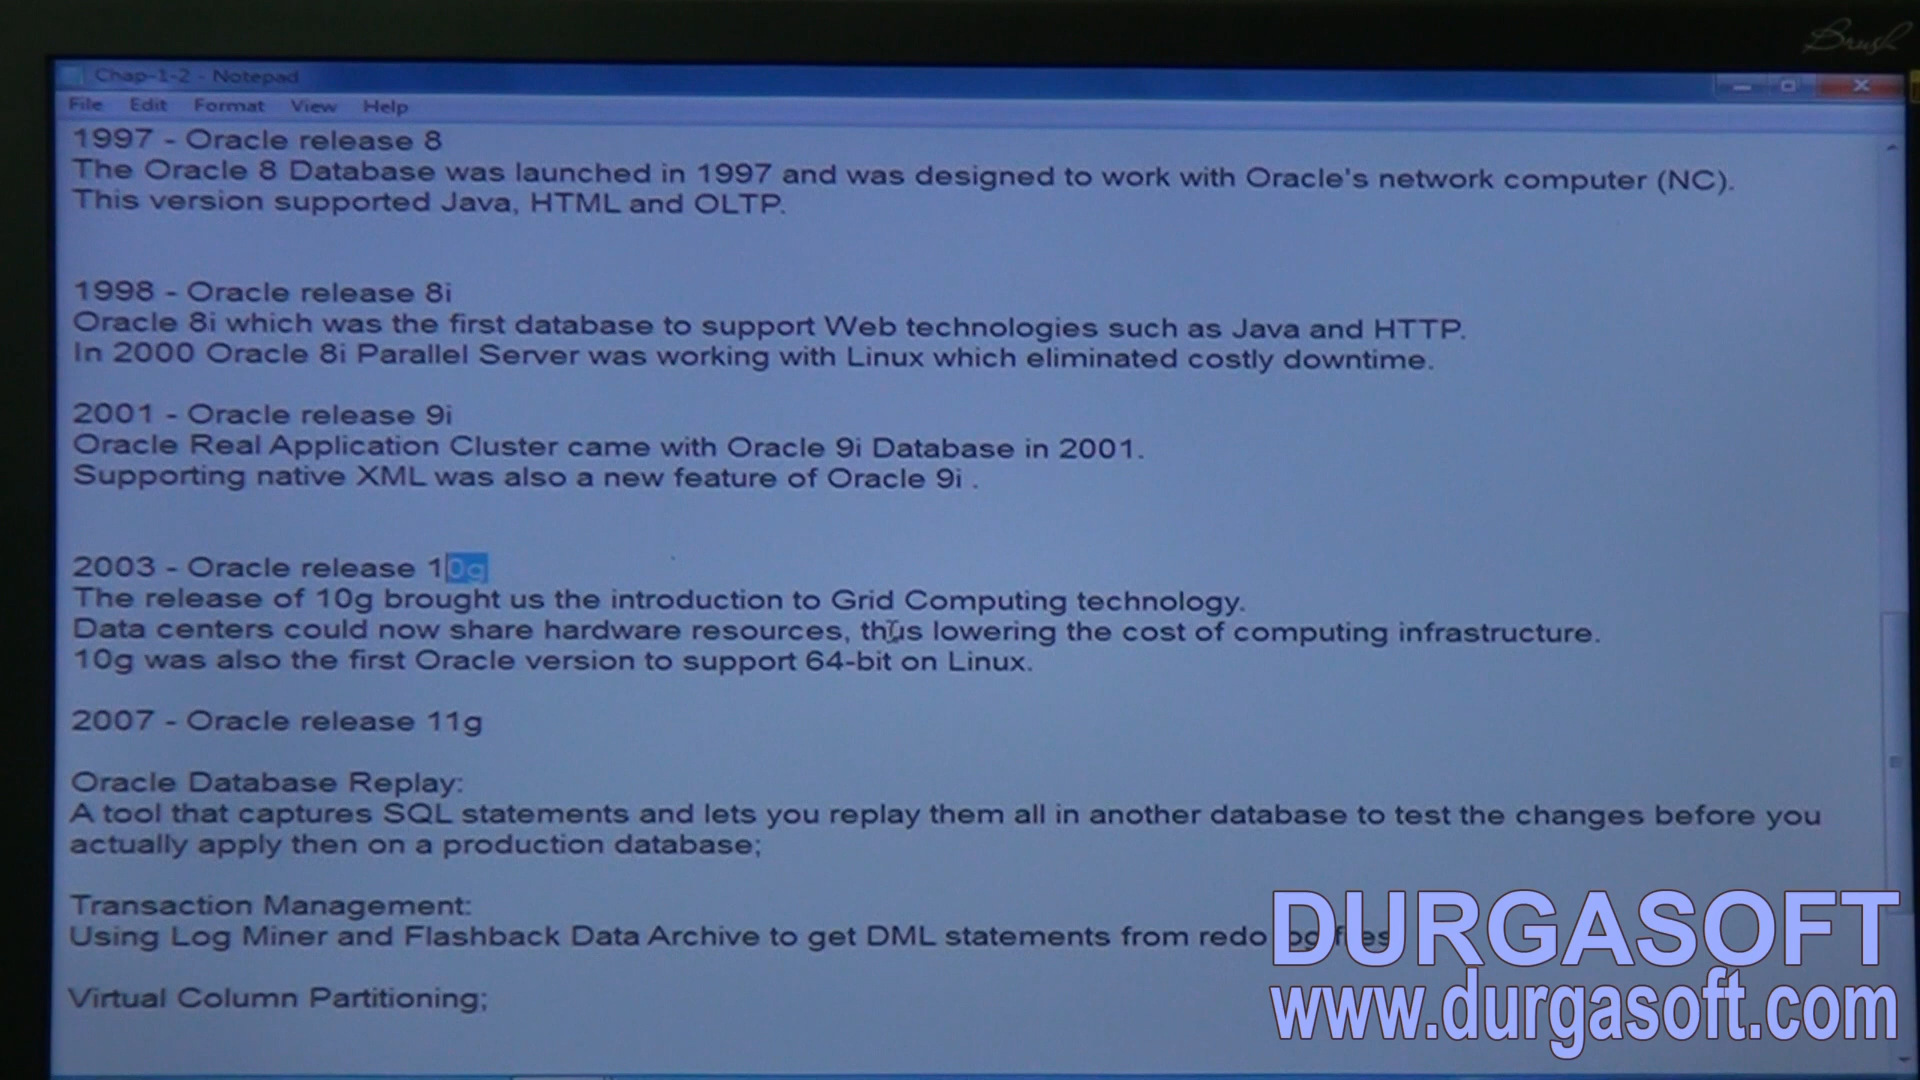 Brush
Chap-1-2 - Notepad
File Edit Format View Help
1997 - Oracle release 8
The Oracle 8 Database was launched in 1997 and was designed to work with Oracle's network computer (NC).
This version supported Java, HTML and OLTP.
1998 - Oracle release 8i
Oracle 8i which was the first database to support Web technologies such as Java and HTTP.
In 2000 Oracle 8i Parallel Server was working with Linux which eliminated costly downtime.
2001 - Oracle release 9i
Oracle Real Application Cluster came with Oracle 9i Database in 2001.
Supporting native XML was also a new feature of Oracle 9i .
2003 - Oracle release 10g
The release of 10g brought us the introduction to Grid Computing technology.
Data centers could now share hardware resources, thus lowering the cost of computing infrastructure.
10g was also the first Oracle version to support 64-bit on Linux.
2007 - Oracle release 11g
Oracle Database Replay:
A tool that captures SQL statements and lets you replay them all in another database to test the changes before you
actually apply then on a production database;
Transaction Management:
Using Log Miner and Flashback Data Archive to get DML statements from redo log files
Virtual Column Partitioning;
DURGASOFT
www.durgasoft.com